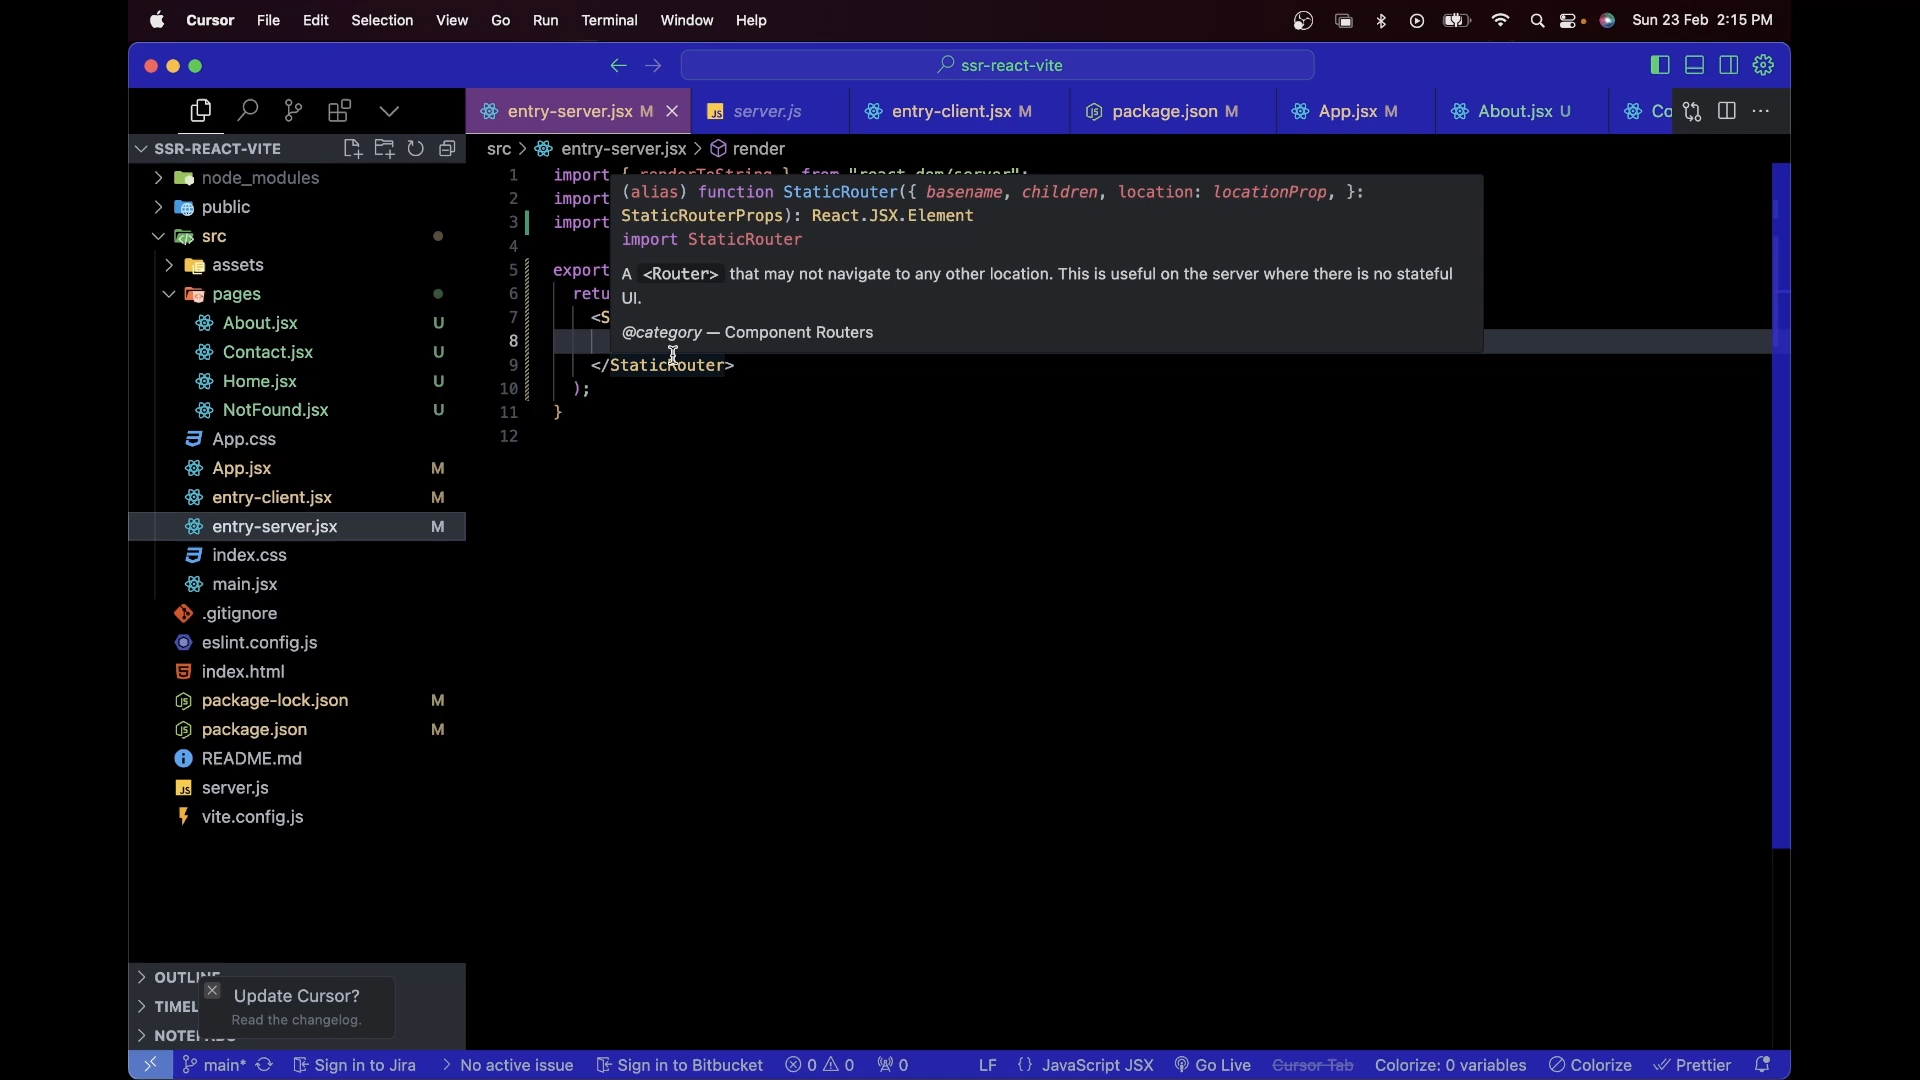 Cursor File Edit Selection View Go Run Terminal Window Help Sun 23 Feb 2:15 PM
ssr-react-vite
entry-server.jsx M server.js entry-client.jsx M package.json M App.jsx M About.jsx U Co
SSR-REACT-VITE
src > entry-server.jsx > render
node_modules
public
src
assets
pages
About.jsx U
Contact.jsx U
Home.jsx U
NotFound.jsx U
App.css
App.jsx M
entry-client.jsx M
entry-server.jsx M
index.css
main.jsx
.gitignore
eslint.config.js
index.html
package-lock.json M
package.json M
README.md
server.js
vite.config.js
1 import { renderToString } from "react-dom/server";
2 import
3 import
4
5 export
6 retu
7 <S
8
9 </StaticRouter>
10 );
11 }
12
(alias) function StaticRouter({ basename, children, location: locationProp, }:
StaticRouterProps): React.JSX.Element
import StaticRouter
A <Router> that may not navigate to any other location. This is useful on the server where there is no stateful
UI.
@category — Component Routers
OUTLINE
TIMEL
NOTEPADS
Update Cursor?
Read the changelog.
main* Sign in to Jira > No active issue Sign in to Bitbucket 0 0 0 LF {} JavaScript JSX Go Live Cursor Tab Colorize: 0 variables Colorize Prettier